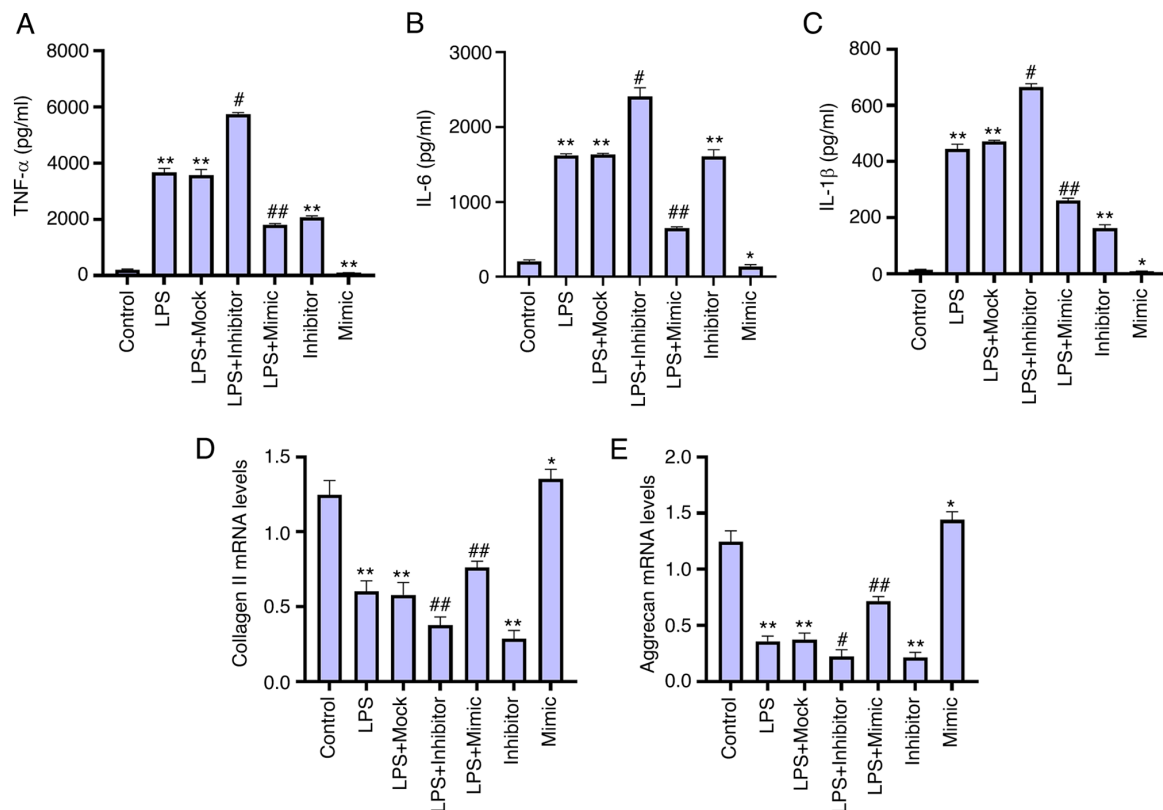 A
TNF-α (pg/ml)
8000
6000
4000
2000
0
**
**
#
##
**
**
Control
LPS
LPS+Mock
LPS+Inhibitor
LPS+Mimic
Inhibitor
Mimic
B
IL-6 (pg/ml)
3000
2000
1000
0
**
**
#
##
**
*
Control
LPS
LPS+Mock
LPS+Inhibitor
LPS+Mimic
Inhibitor
Mimic
C
IL-1β (pg/ml)
800
600
400
200
0
**
**
#
##
**
*
Control
LPS
LPS+Mock
LPS+Inhibitor
LPS+Mimic
Inhibitor
Mimic
D
Collagen II mRNA levels
1.5
1.0
0.5
0.0
**
**
##
##
**
*
Control
LPS
LPS+Mock
LPS+Inhibitor
LPS+Mimic
Inhibitor
Mimic
E
Aggrecan mRNA levels
2.0
1.5
1.0
0.5
0.0
**
**
#
##
**
*
Control
LPS
LPS+Mock
LPS+Inhibitor
LPS+Mimic
Inhibitor
Mimic